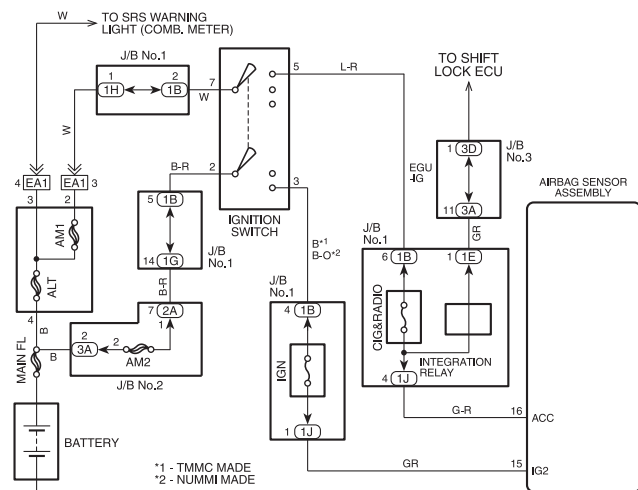 W
TO SRS WARNING
LIGHT (COMB. METER)
J/B No.1
1
2
1H
1B
7
W
5
L-R
TO SHIFT
LOCK ECU
W
B-R
2
3
IGNITION
SWITCH
1
3D
J/B
No.3
EGU
-IG
11
3A
GR
AIRBAG SENSOR
ASSEMBLY
4
EA1
EA1
3
3
2
AM1
ALT
5
1B
14
1G
J/B
No.1
B-R
B*1
B-O*2
J/B
No.1
6
1B
1
1E
CIG&RADIO
INTEGRATION
RELAY
4
1J
J/B
No.1
4
1B
IGN
1
1J
4
B
MAIN FL
B
2
3A
2
AM2
7
2A
1
J/B No.2
BATTERY
G-R
16
ACC
GR
15
IG2
*1 - TMMC MADE
*2 - NUMMI MADE